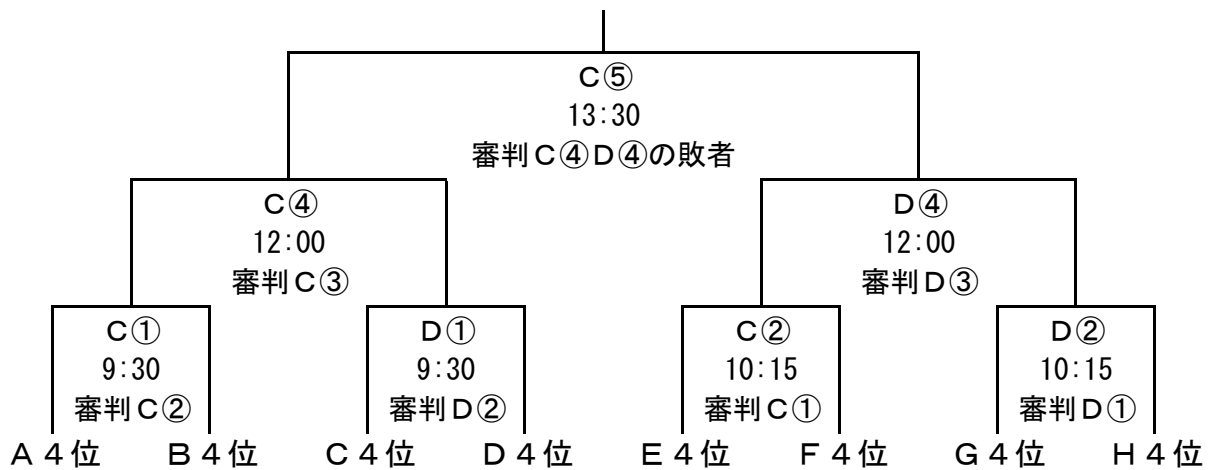 C⑤
13:30
審判C④D④の敗者
C④
12:00
審判C③
D④
12:00
審判D③
C①
9:30
審判C②
D①
9:30
審判D②
C②
10:15
審判C①
D②
10:15
審判D①
A4位 B4位 C4位 D4位 E4位 F4位 G4位 H4位